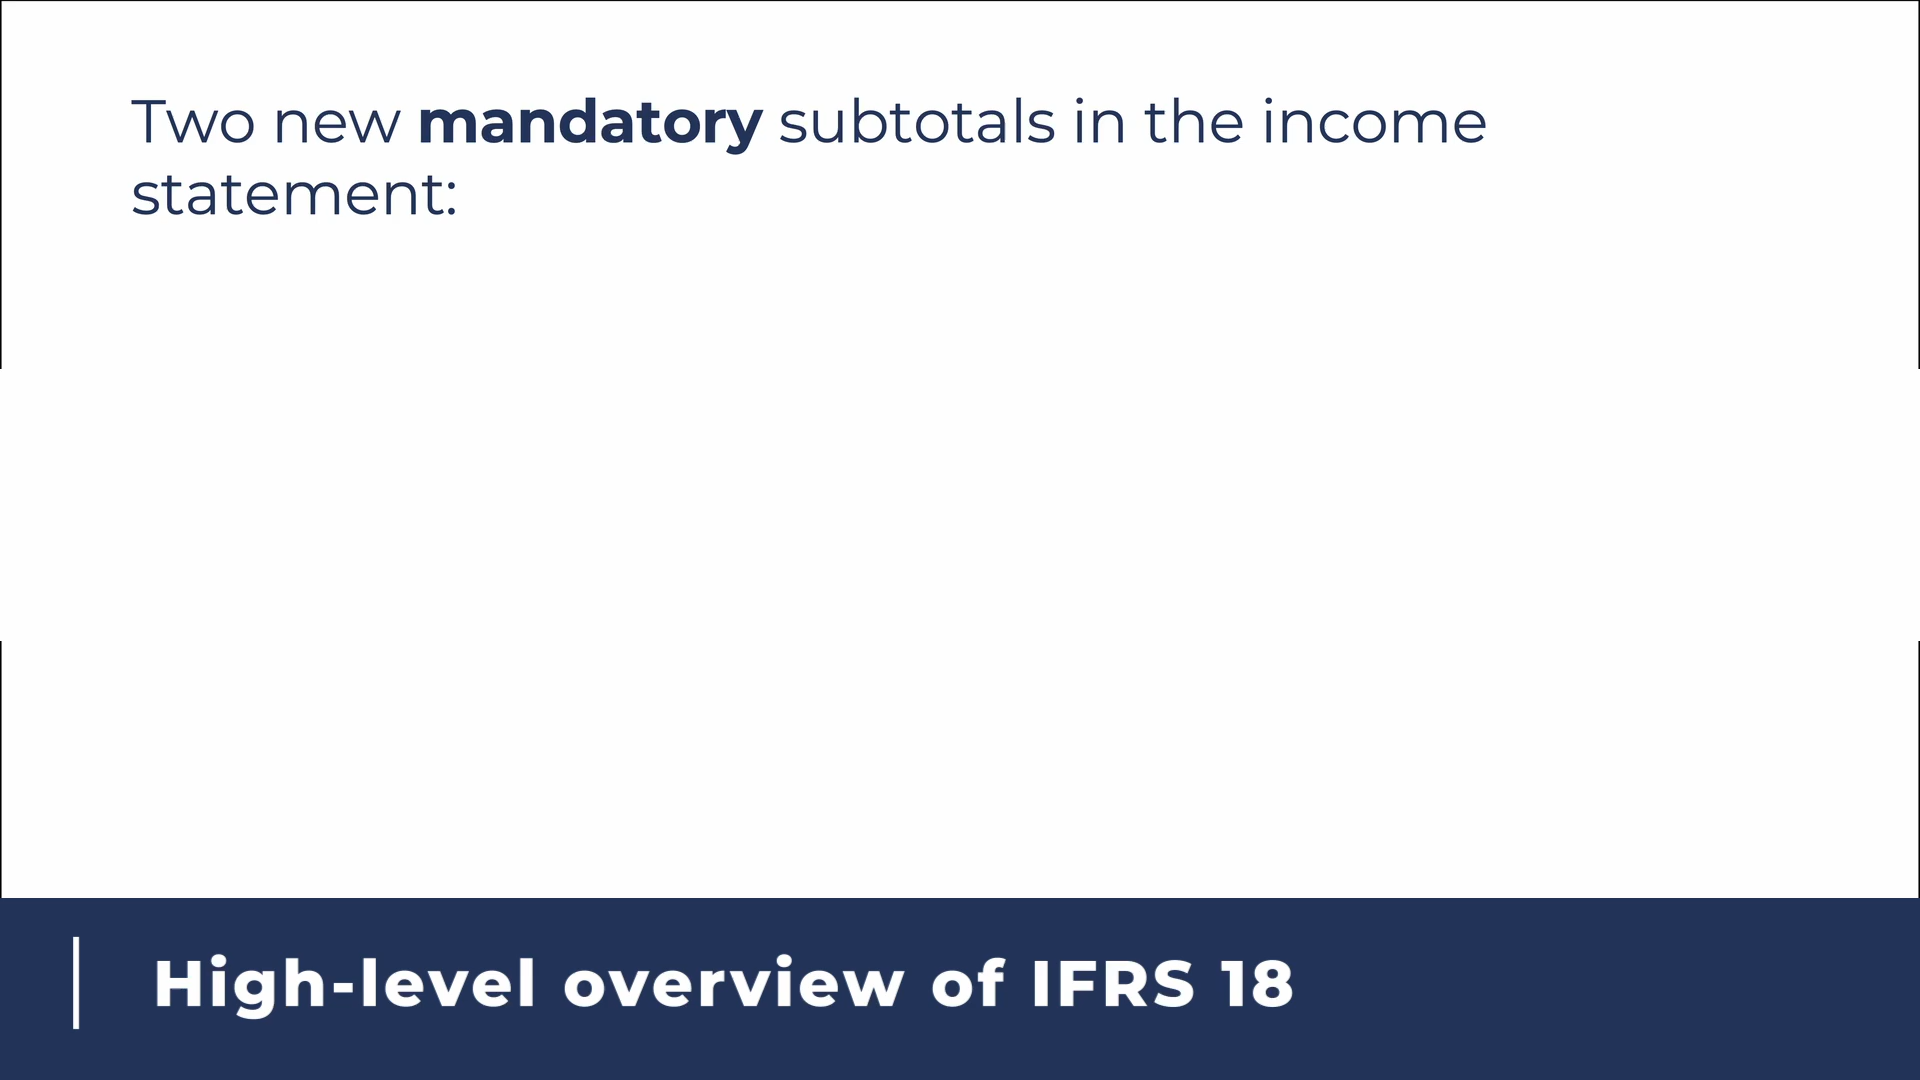 Two new mandatory subtotals in the income
statement:
High-level overview of IFRS 18